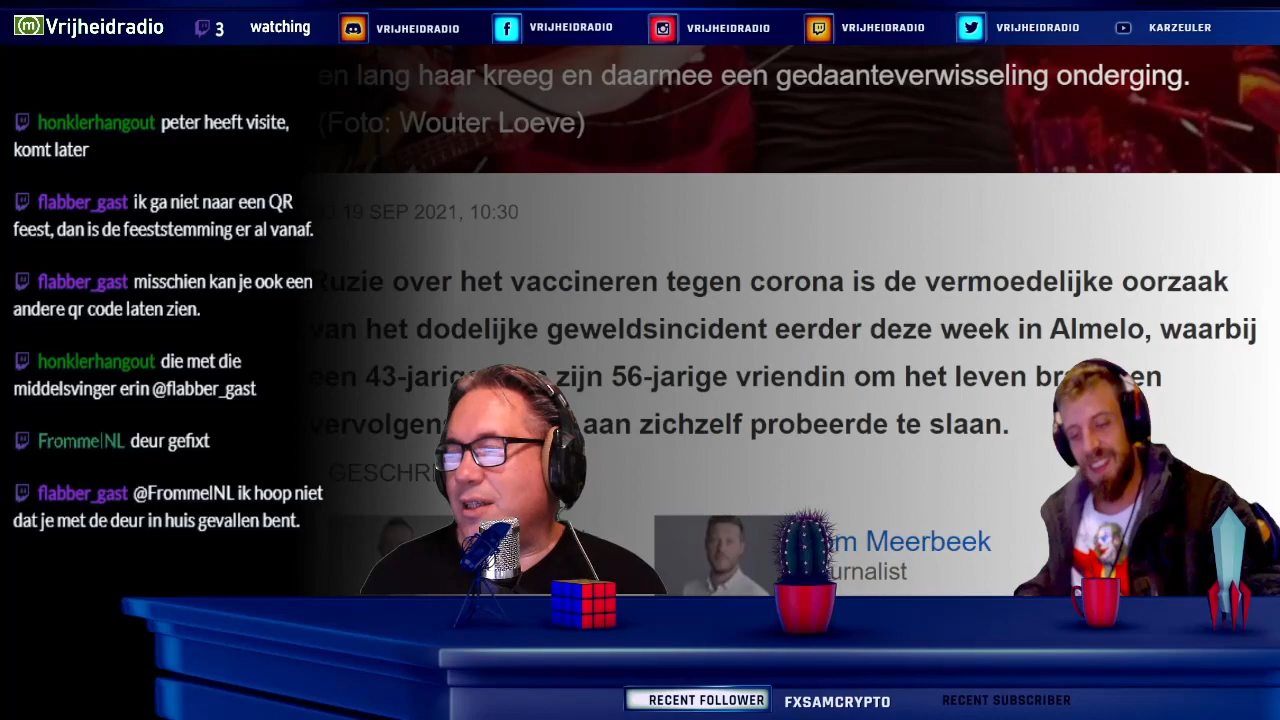 Vrijheidradio
3 watching
VRIJHEIDRADIO
VRIJHEIDRADIO
VRIJHEIDRADIO
VRIJHEIDRADIO
VRIJHEIDRADIO
KARZEULER
en lang haar kreeg en daarmee een gedaanteverwisseling onderging.
(Foto: Wouter Loeve)
honklerhangout peter heeft visite,
komt later
flabber_gast ik ga niet naar een QR
feest, dan is de feeststemming er al vanaf.
flabber_gast misschien kan je ook een
andere qr code laten zien.
honklerhangout die met die
middelsvinger erin @flabber_gast
FrommelNL deur gefixt
flabber_gast @FrommelNL ik hoop niet
dat je met de deur in huis gevallen bent.
19 SEP 2021, 10:30
Ruzie over het vaccineren tegen corona is de vermoedelijke oorzaak
van het dodelijke geweldsincident eerder deze week in Almelo, waarbij
een 43-jarige zijn 56-jarige vriendin om het leven
aan zichzelf probeerde te slaan.
Meerbeek
RECENT FOLLOWER
FXSAMCRYPTO
RECENT SUBSCRIBER